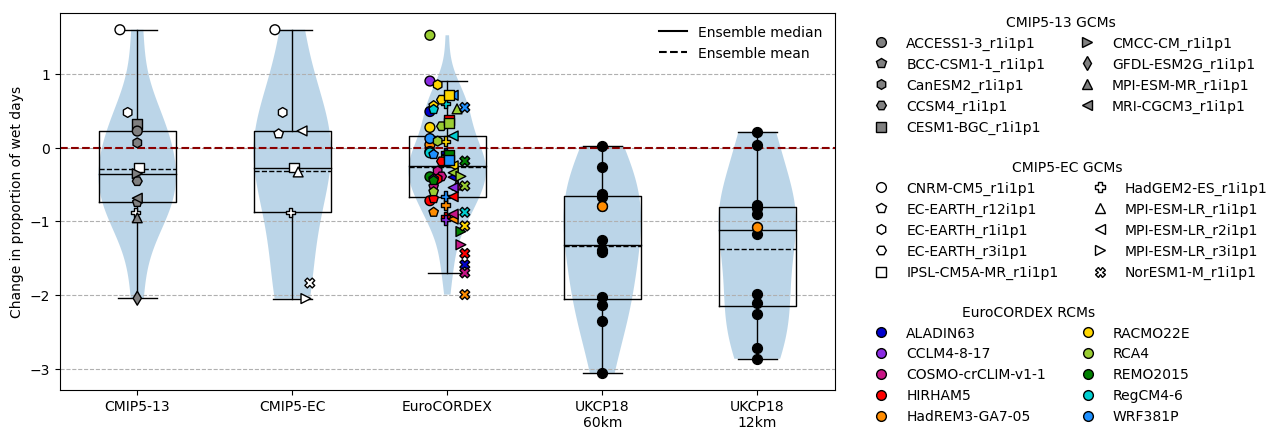 Change in proportion of wet days
1
0
−1
−2
−3
Ensemble median
Ensemble mean
CMIP5-13
CMIP5-EC
EuroCORDEX
UKCP18
60km
UKCP18
12km
CMIP5-13 GCMs
ACCESS1-3_r1i1p1
BCC-CSM1-1_r1i1p1
CanESM2_r1i1p1
CCSM4_r1i1p1
CESM1-BGC_r1i1p1
CMCC-CM_r1i1p1
GFDL-ESM2G_r1i1p1
MPI-ESM-MR_r1i1p1
MRI-CGCM3_r1i1p1
CMIP5-EC GCMs
CNRM-CM5_r1i1p1
EC-EARTH_r12i1p1
EC-EARTH_r1i1p1
EC-EARTH_r3i1p1
IPSL-CM5A-MR_r1i1p1
HadGEM2-ES_r1i1p1
MPI-ESM-LR_r1i1p1
MPI-ESM-LR_r2i1p1
MPI-ESM-LR_r3i1p1
NorESM1-M_r1i1p1
EuroCORDEX RCMs
ALADIN63
CCLM4-8-17
COSMO-crCLIM-v1-1
HIRHAM5
HadREM3-GA7-05
RACMO22E
RCA4
REMO2015
RegCM4-6
WRF381P